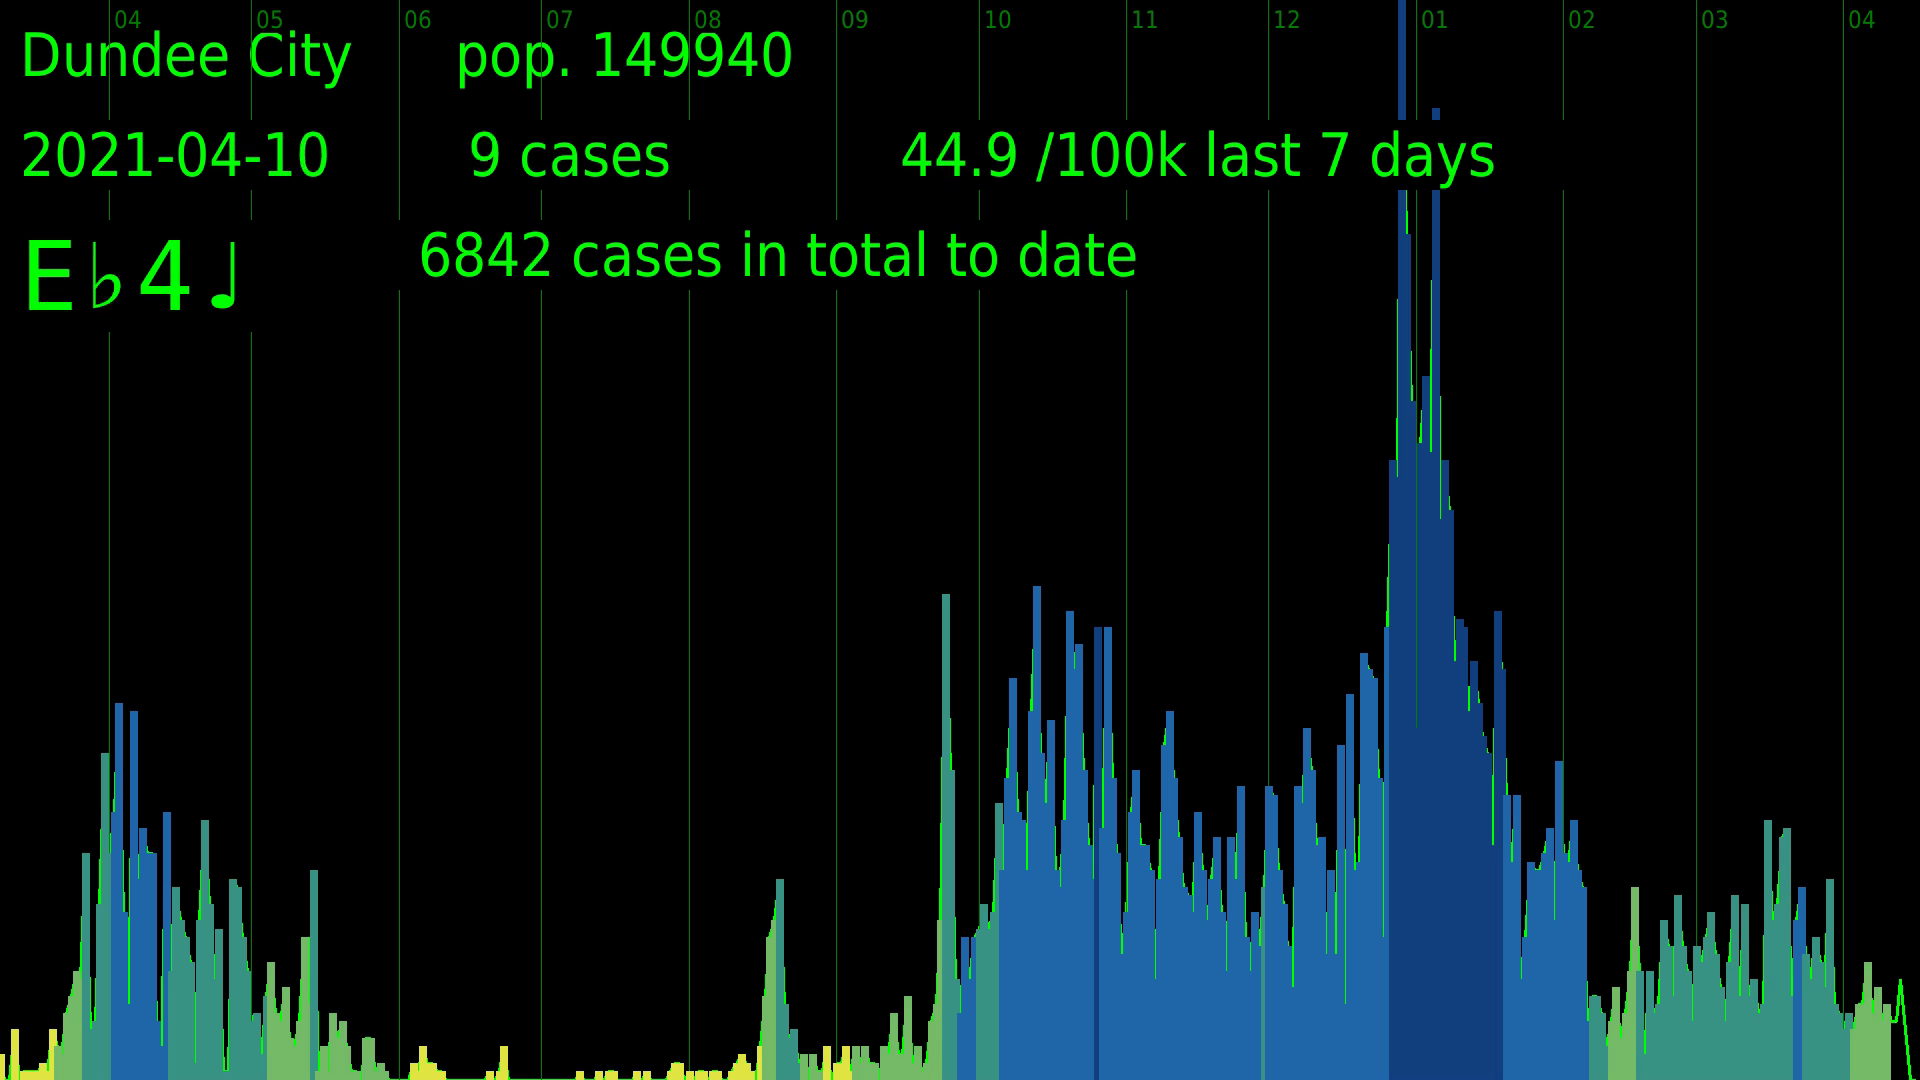 04 05 06 07 08 09 10 11 12 01 02 03 04
Dundee City pop. 149940
2021-04-10 9 cases 44.9 /100k last 7 days
E♭4♩ 6842 cases in total to date